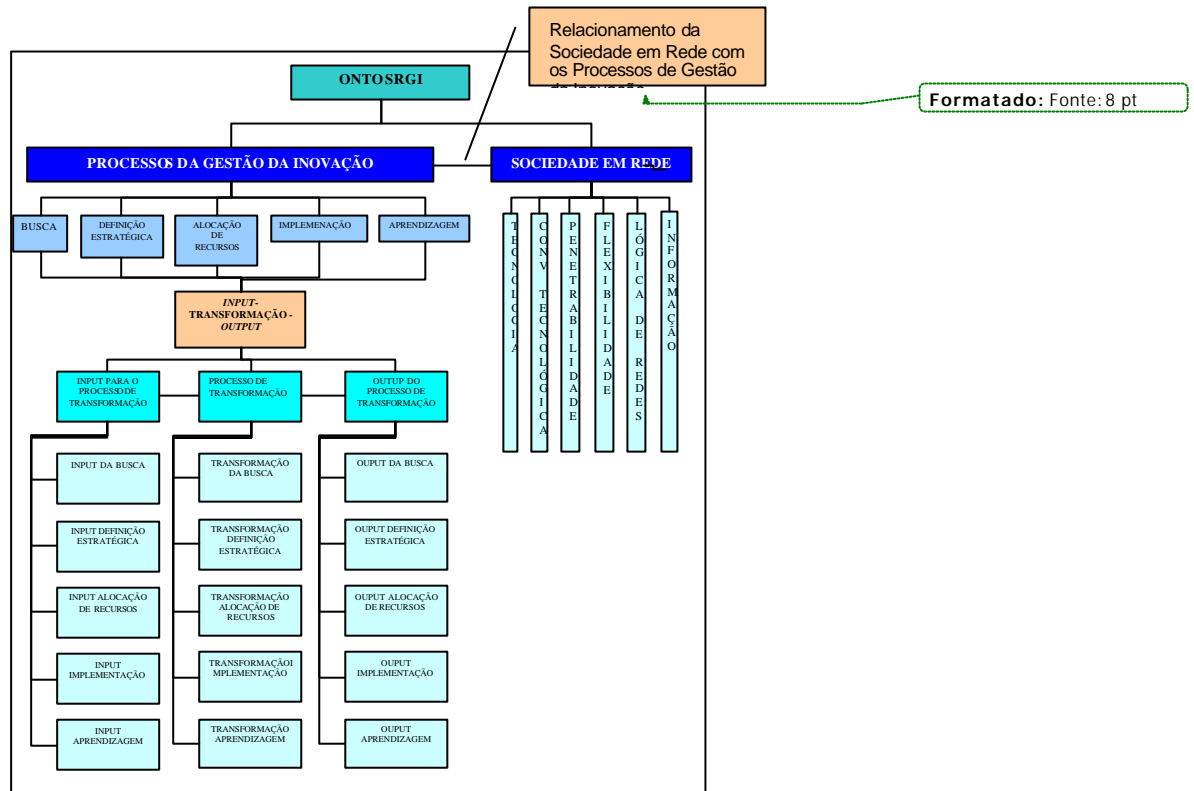 Relacionamento da
Sociedade em Rede com
os Processos de Gestão
da Inovação
ONTOSRGI
Formatado: Fonte: 8 pt
PROCESSOS DA GESTÃO DA INOVAÇÃO
SOCIEDADE EM REDE
BUSCA
DEFINIÇÃO
ESTRATÉGICA
ALOCAÇÃO
DE
RECURSOS
IMPLEMENAÇÃO
APRENDIZAGEM
TECNOLOGIA
CONV TECNOLÓGICA
PENETRABILIDADE
FLEXIBILIDADE
LÓGICA DE REDES
INFORMAÇÃO
INPUT-
TRANSFORMAÇÃO -
OUTPUT
INPUT PARA O
PROCESSO DE
TRANSFORMAÇÃO
PROCESSO DE
TRANSFORMAÇÃO
OUTUP DO
PROCESSO DE
TRANSFORMAÇÃO
INPUT DA BUSCA
TRANSFORMAÇÃO
DA BUSCA
OUPUT DA BUSCA
INPUT DEFINIÇÃO
ESTRATÉGICA
TRANSFORMAÇÃO
DEFINIÇÃO
ESTRATÉGICA
OUPUT DEFINIÇÃO
ESTRATÉGICA
INPUT ALOCAÇÃO
DE RECURSOS
TRANSFORMAÇÃO
ALOCAÇÃO DE
RECURSOS
OUPUT ALOCAÇÃO
DE RECURSOS
INPUT
IMPLEMENTAÇÃO
TRANSFORMAÇÃOI
MPLEMENTAÇÃO
OUPUT
IMPLEMENTAÇÃO
INPUT
APRENDIZAGEM
TRANSFORMAÇÃO
APRENDIZAGEM
OUPUT
APRENDIZAGEM